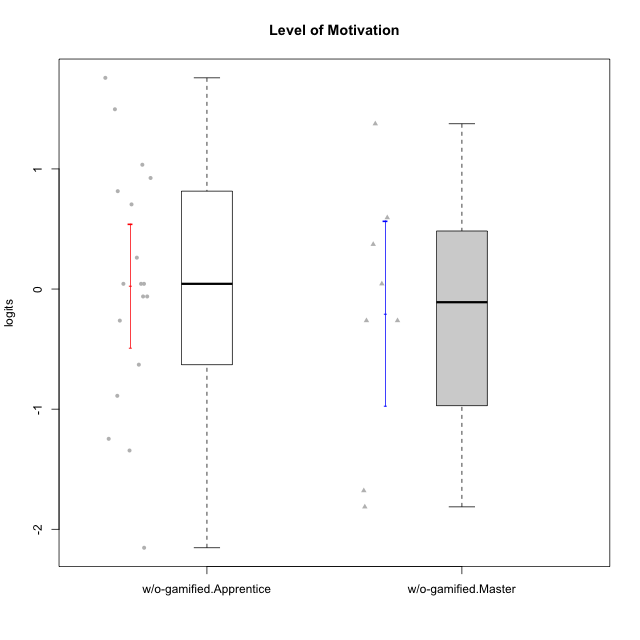 Level of Motivation
logits
1
0
-1
-2
w/o-gamified.Apprentice
w/o-gamified.Master